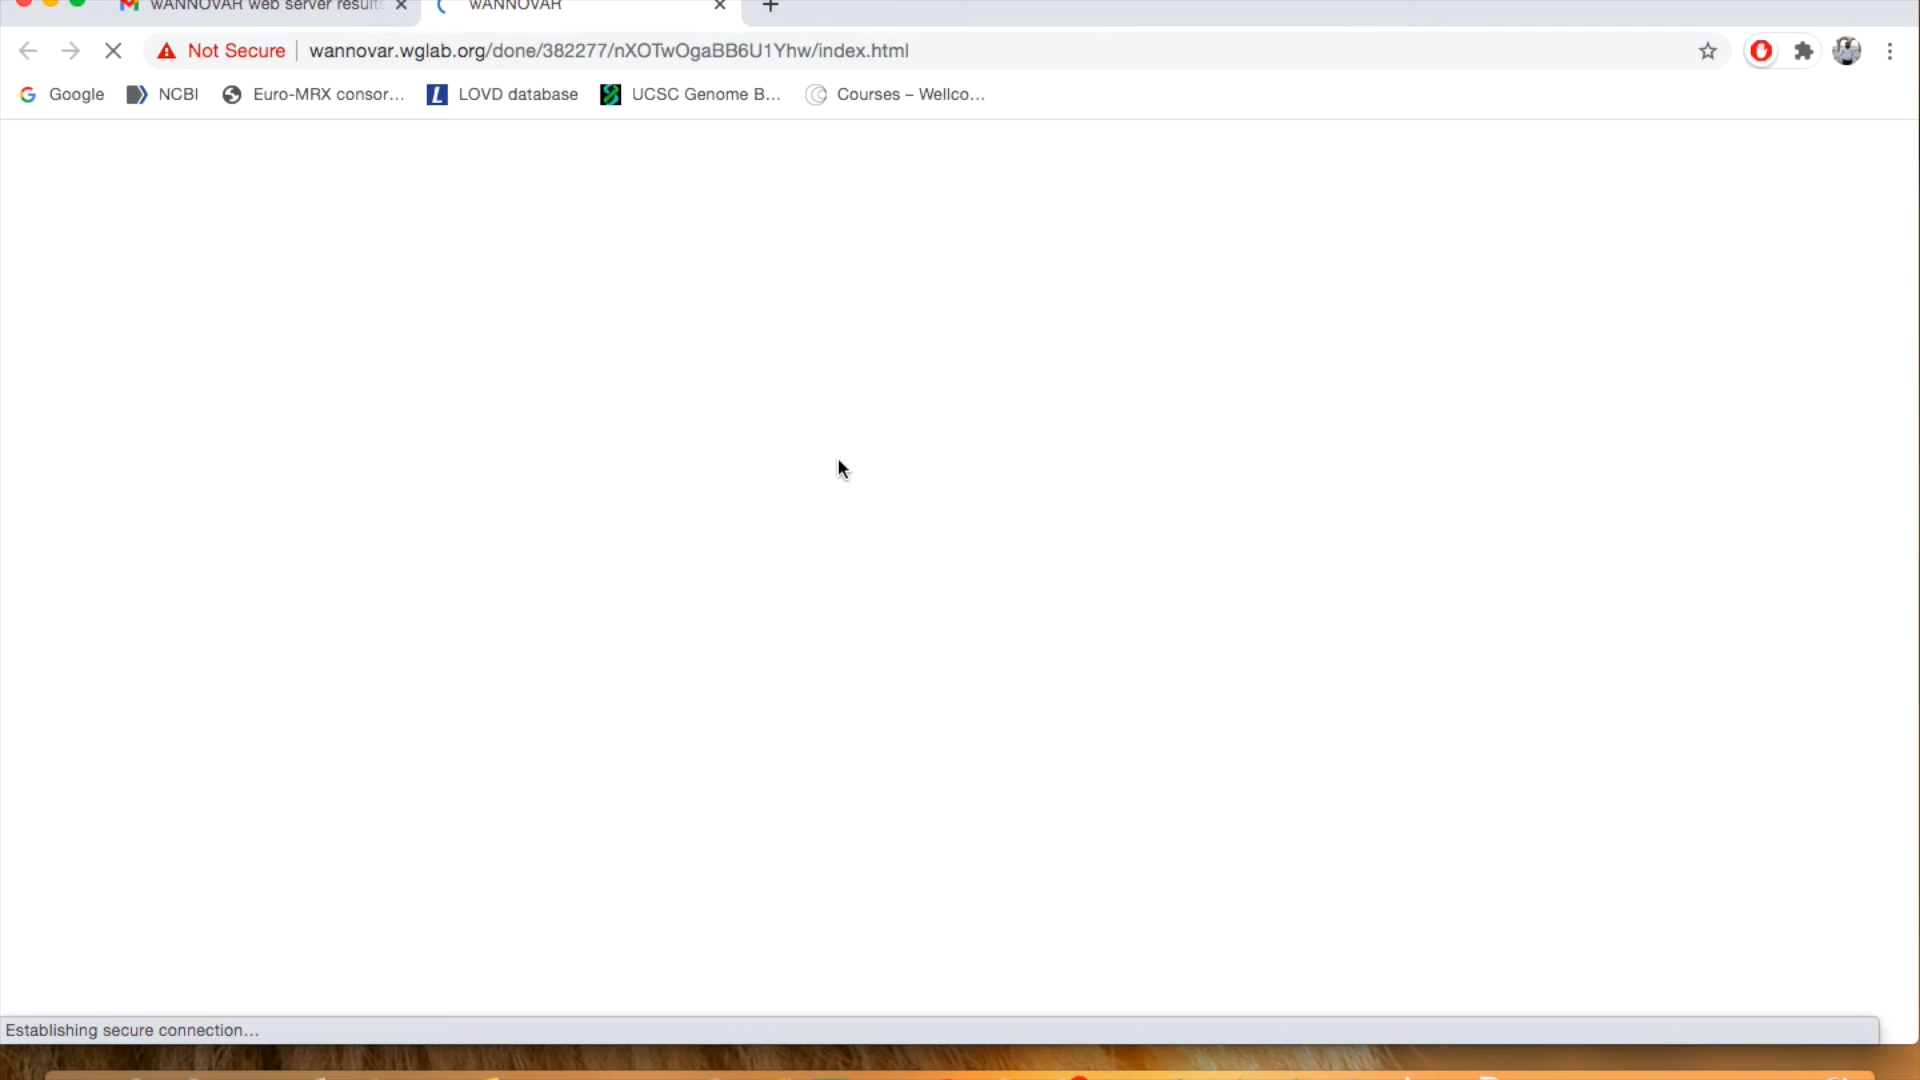 wANNOVAR web server results
wANNOVAR
Not Secure
wannovar.wglab.org/done/382277/nXOTwOgaBB6U1Yhw/index.html
Google
NCBI
Euro-MRX consor...
LOVD database
UCSC Genome B...
Courses – Wellco...
Establishing secure connection...